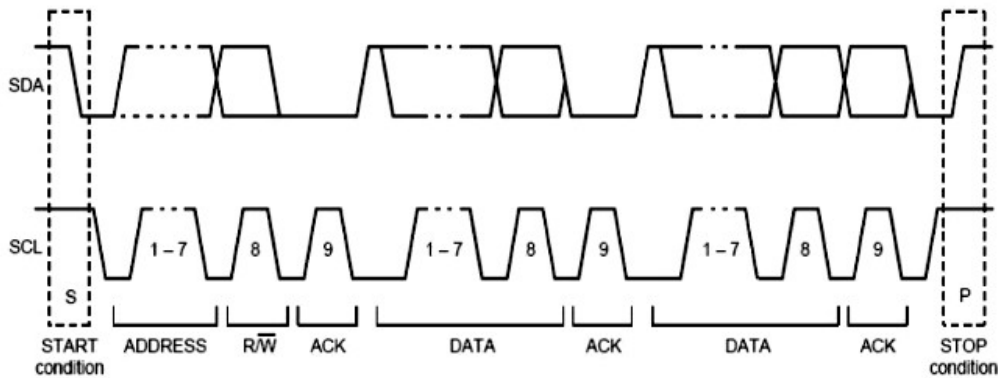 SDA
SCL
1 – 7 8 9 1 – 7 8 9 1 – 7 8 9
S P
START condition
ADDRESS R/W̅ ACK DATA ACK DATA ACK
STOP condition